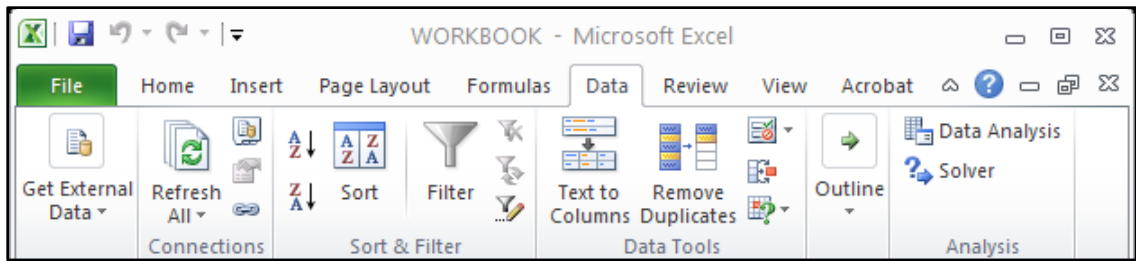 WORKBOOK - Microsoft Excel
File Home Insert Page Layout Formulas Data Review View Acrobat
Get External Data
Refresh All
Connections
A Z
Z A
A Z Z A
Sort
Filter
Sort & Filter
Text to Columns
Remove Duplicates
Data Tools
Outline
Data Analysis
Solver
Analysis